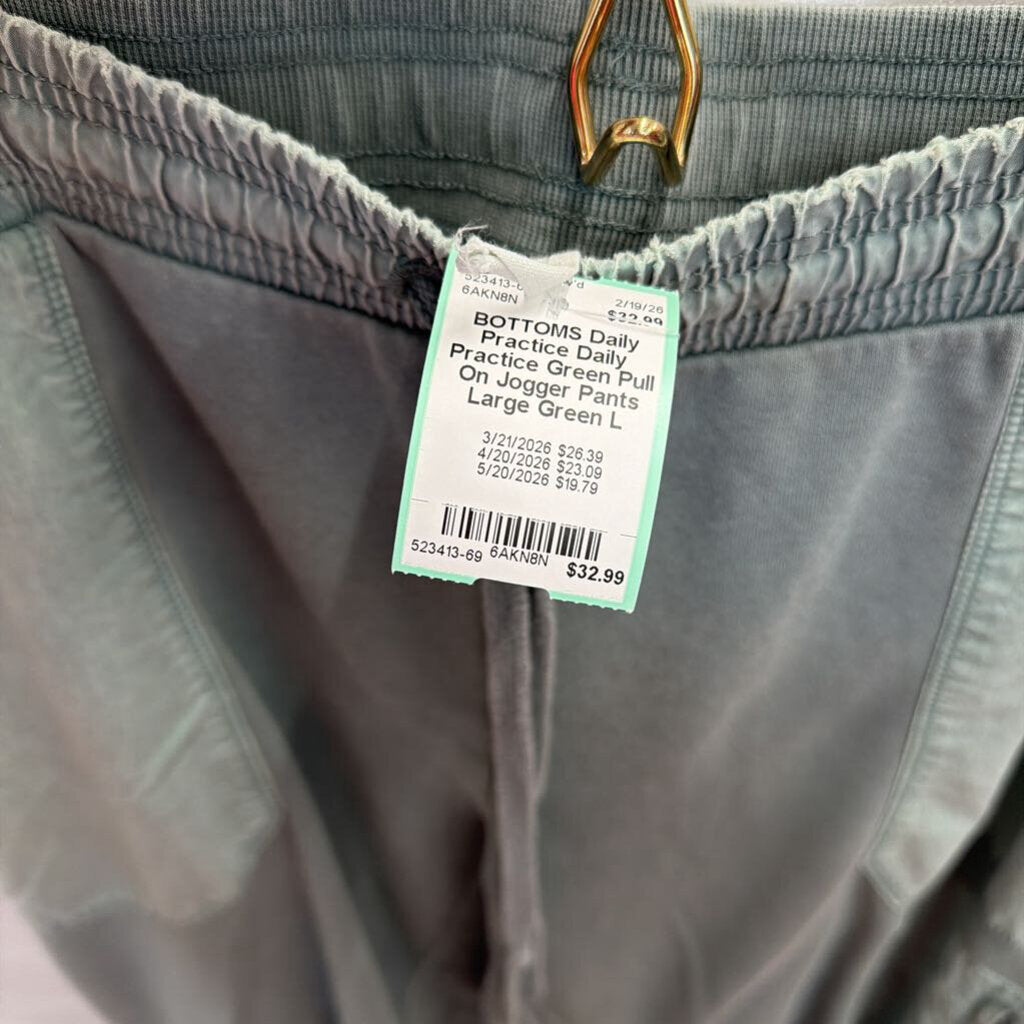 6AKN8N
2/19/26
$32.99
BOTTOMS Daily
Practice Daily
Practice Green Pull
On Jogger Pants
Large Green L
3/21/2026 $26.39
4/20/2026 $23.09
5/20/2026 $19.79
523413-69 6AKN8N $32.99